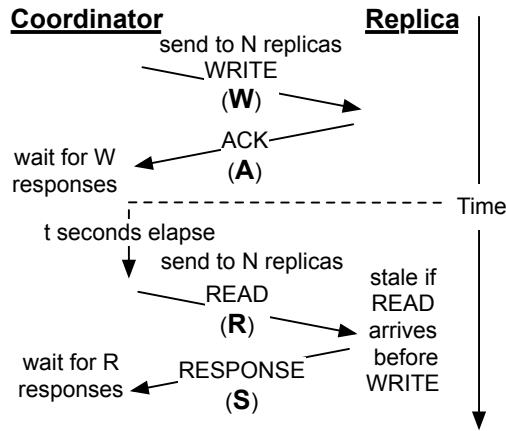 Coordinator
Replica
send to N replicas
WRITE
(W)
ACK
(A)
wait for W
responses
Time
t seconds elapse
send to N replicas
READ
(R)
stale if
READ
arrives
before
WRITE
wait for R
responses
RESPONSE
(S)